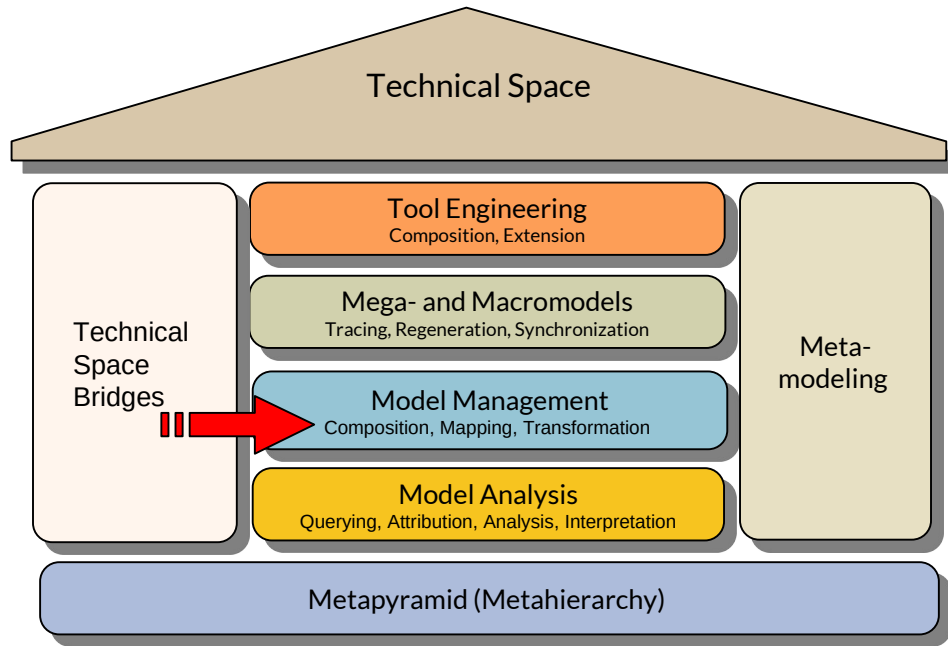 Technical Space
Tool Engineering
Composition, Extension
Mega- and Macromodels
Tracing, Regeneration, Synchronization
Technical
Space
Bridges
Model Management
Composition, Mapping, Transformation
Meta-
modeling
Model Analysis
Querying, Attribution, Analysis, Interpretation
Metapyramid (Metahierarchy)